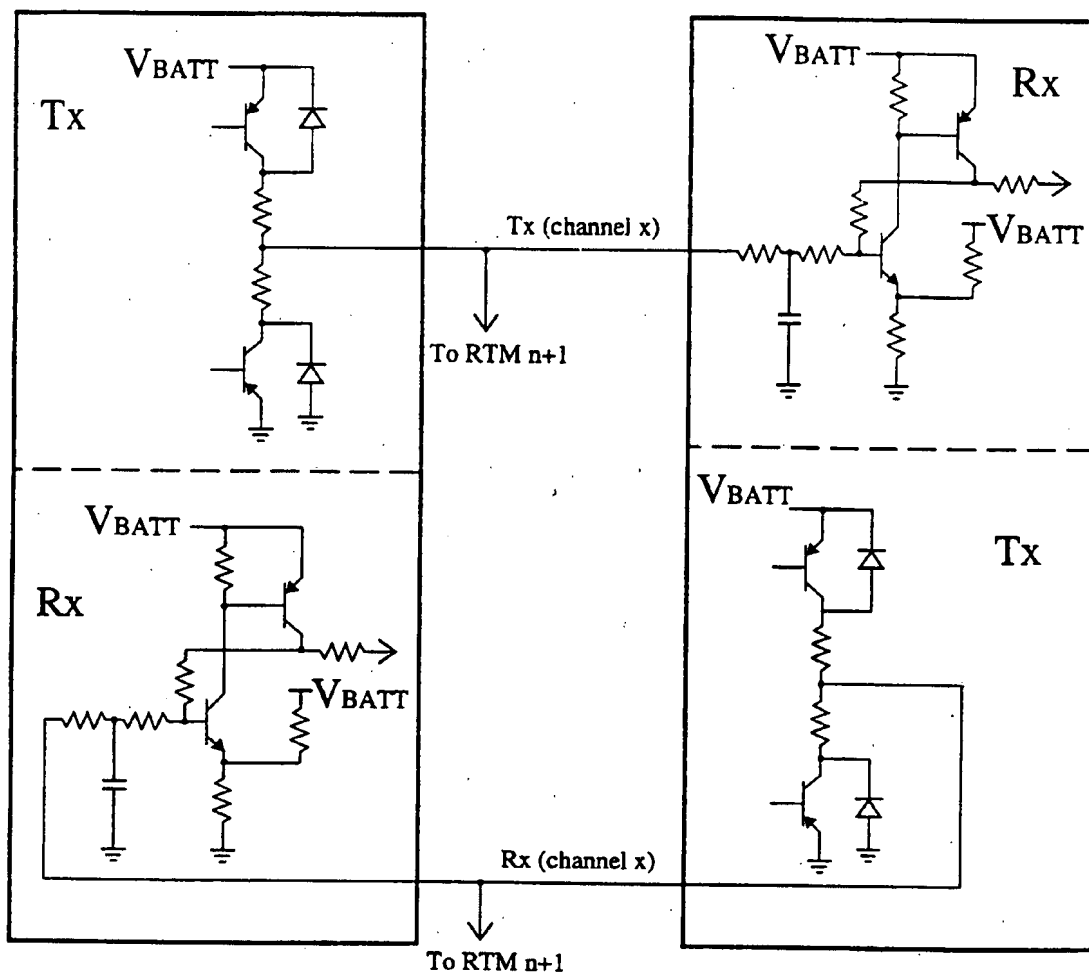 VBATT
Tx
VBATT
Rx
Tx (channel x)
VBATT
To RTM n+1
VBATT
Rx
VBATT
VBATT
Tx
Rx (channel x)
To RTM n+1